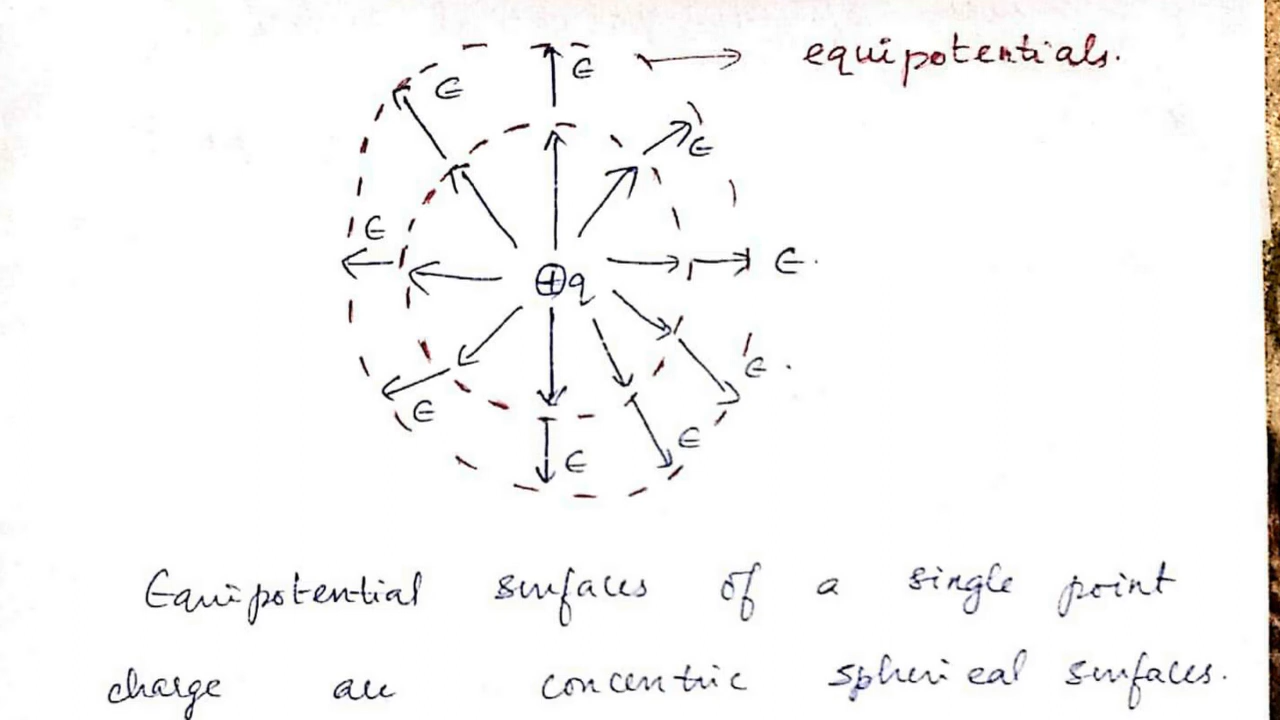 E
E
equipotentials.
E
E
E
⊕q
E.
E.
E
E
E
Equipotential surfaces of a single point
charge are concentric spherical surfaces.